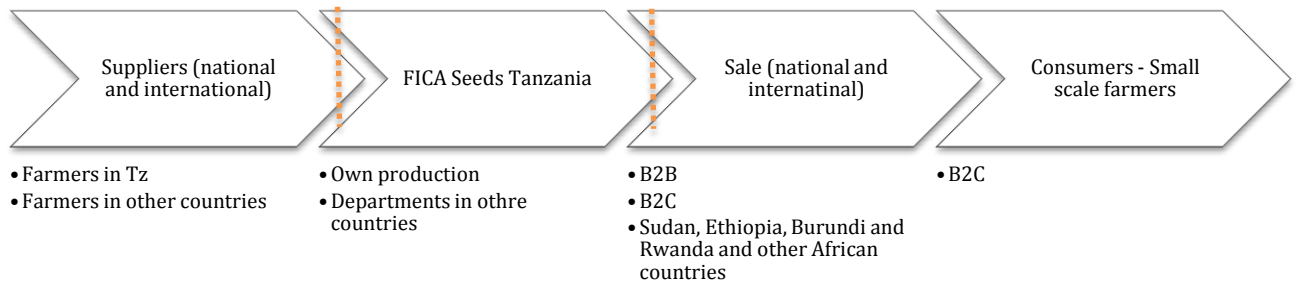 Suppliers (national
and international)
FICA Seeds Tanzania
Sale (national and
internatinal)
Consumers - Small
scale farmers
• Farmers in Tz
• Farmers in other countries
• Own production
• Departments in othre
countries
• B2B
• B2C
• Sudan, Ethiopia, Burundi and
Rwanda and other African
countries
• B2C